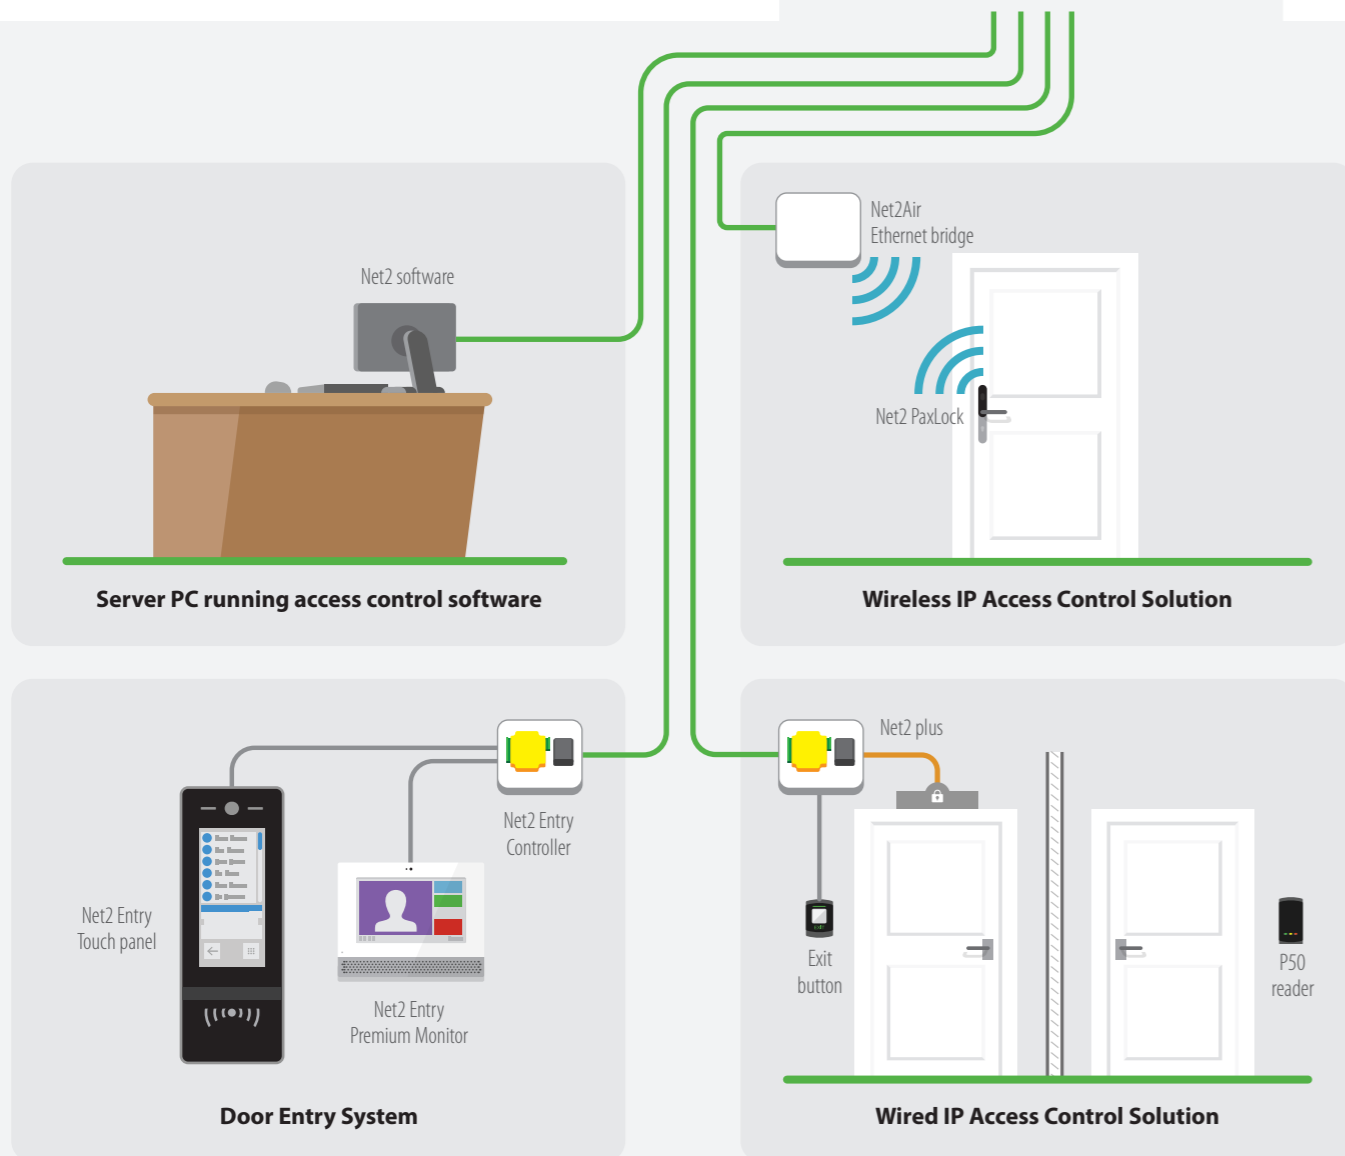 Net2 software
Server PC running access control software
Net2Air
Ethernet bridge
Net2 PaxLock
Wireless IP Access Control Solution
Net2 Entry
Controller
Net2 Entry
Touch panel
Net2 Entry
Premium Monitor
Door Entry System
Net2 plus
Exit
button
P50
reader
Wired IP Access Control Solution